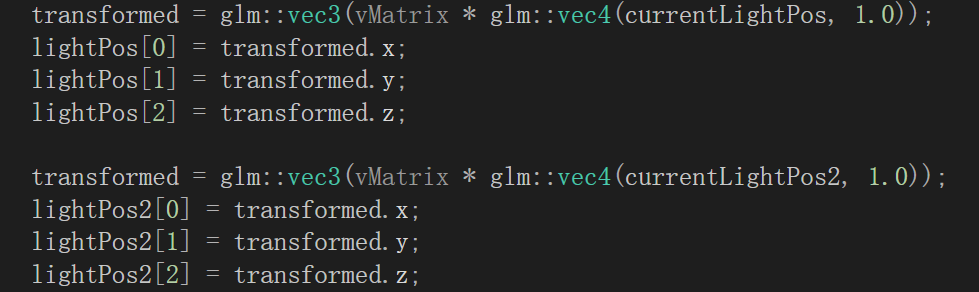 transformed = glm::vec3(vMatrix * glm::vec4(currentLightPos, 1.0));
lightPos[0] = transformed.x;
lightPos[1] = transformed.y;
lightPos[2] = transformed.z;
transformed = glm::vec3(vMatrix * glm::vec4(currentLightPos2, 1.0));
lightPos2[0] = transformed.x;
lightPos2[1] = transformed.y;
lightPos2[2] = transformed.z;